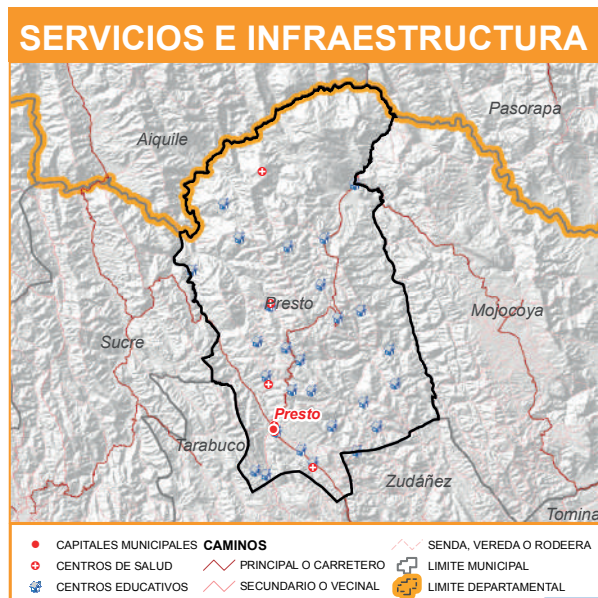 SERVICIOS E INFRAESTRUCTURA
Pasorapa
Aiquile
Presto
Mojocoya
Sucre
Presto
Tarabuco
Zudáñez
Tomina
CAPITALES MUNICIPALES
CENTROS DE SALUD
CENTROS EDUCATIVOS
CAMINOS
PRINCIPAL O CARRETERO
SECUNDARIO O VECINAL
SENDA, VEREDA O RODEERA
LIMITE MUNICIPAL
LIMITE DEPARTAMENTAL